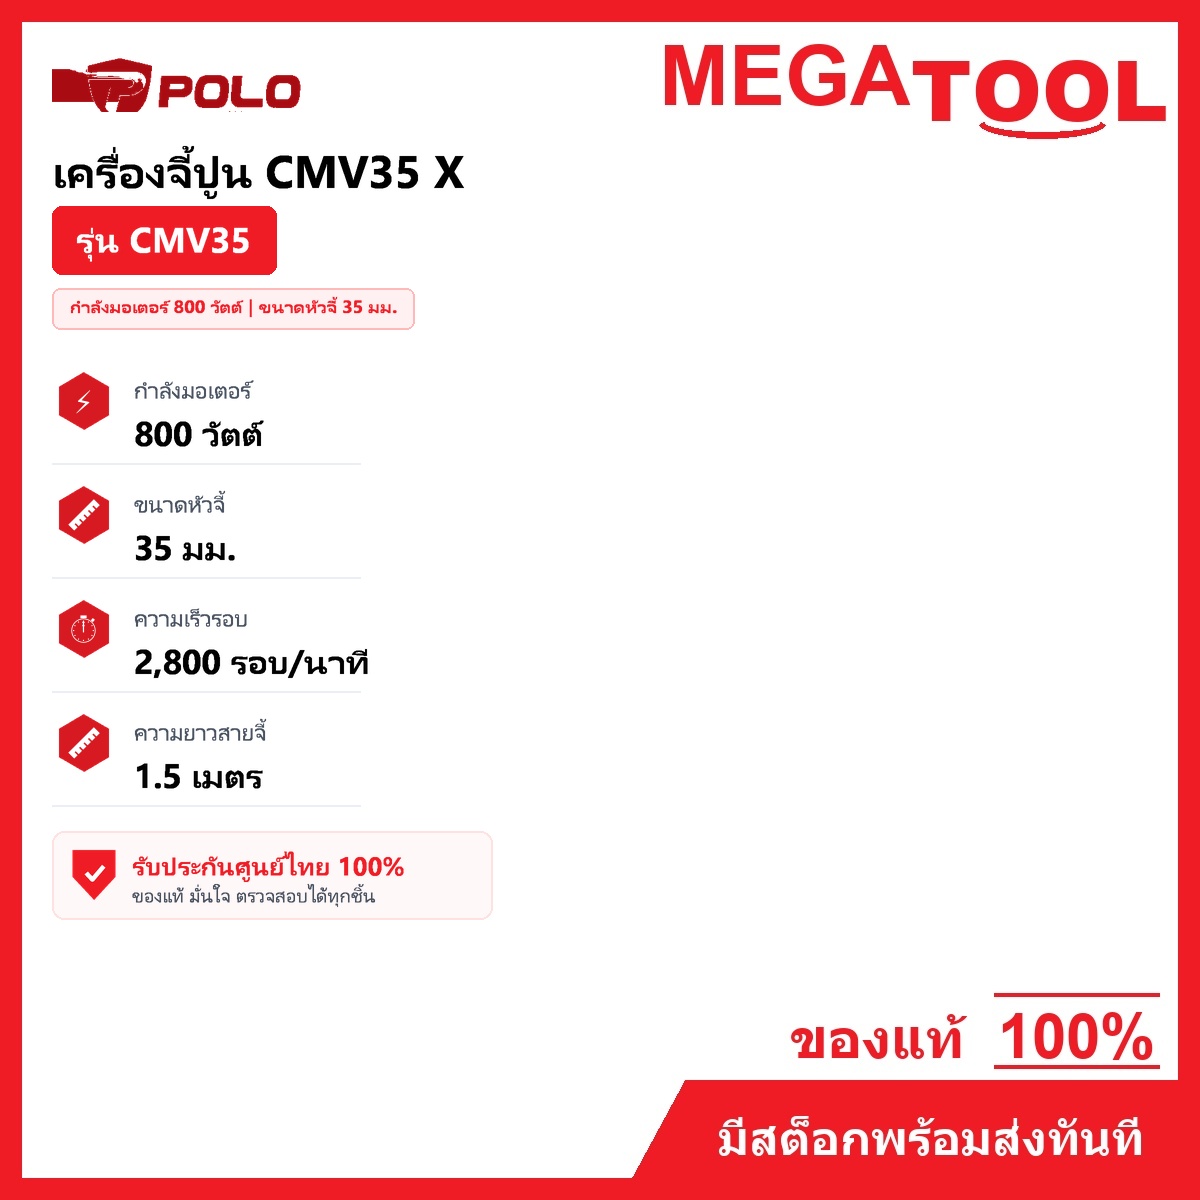 POLO
MEGATOOL
เครื่องจี้ปูน CMV35 X
รุ่น CMV35
กำลังมอเตอร์ 800 วัตต์ | ขนาดหัวจี้ 35 มม.
กำลังมอเตอร์
800 วัตต์
ขนาดหัวจี้
35 มม.
ความเร็วรอบ
2,800 รอบ/นาที
ความยาวสายจี้
1.5 เมตร
รับประกันศูนย์ไทย 100%
ของแท้ มั่นใจ ตรวจสอบได้ทุกชิ้น
ของแท้ 100%
มีสต็อกพร้อมส่งทันที